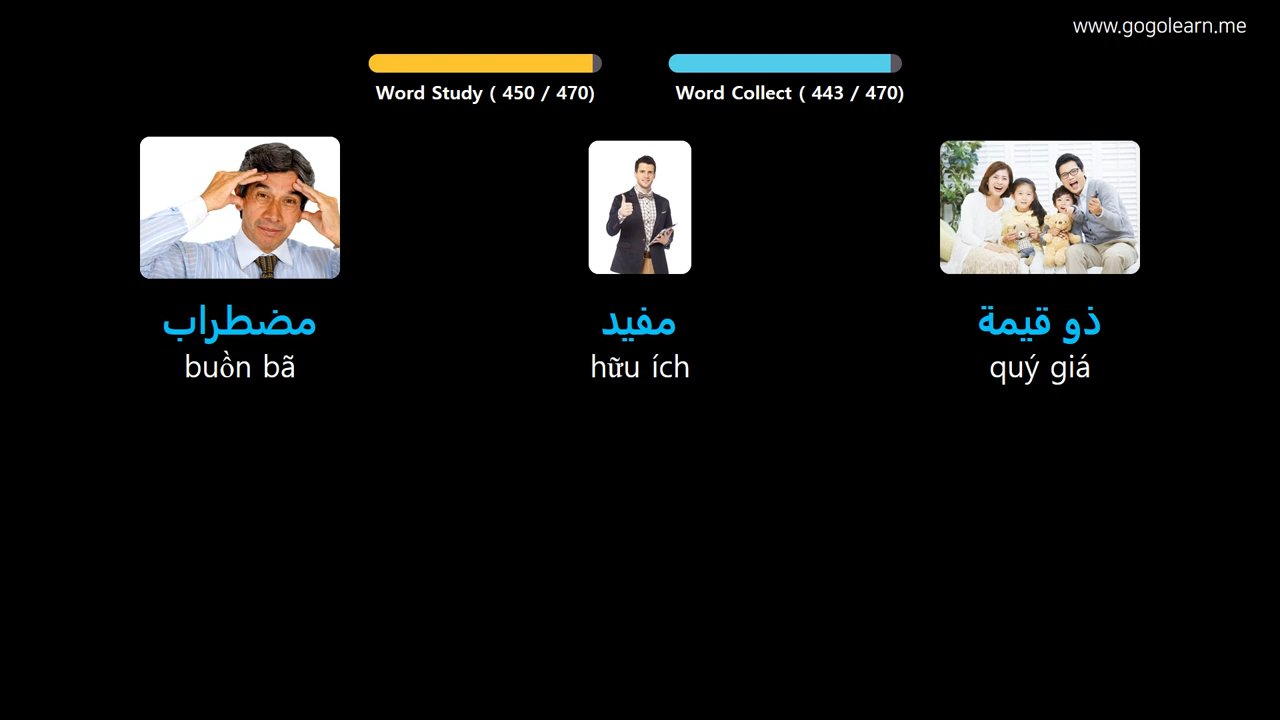 www.gogolearn.me
Word Study ( 450 / 470)
Word Collect ( 443 / 470)
مضطراب
buồn bã
مفيد
hữu ích
ذو قيمة
quý giá